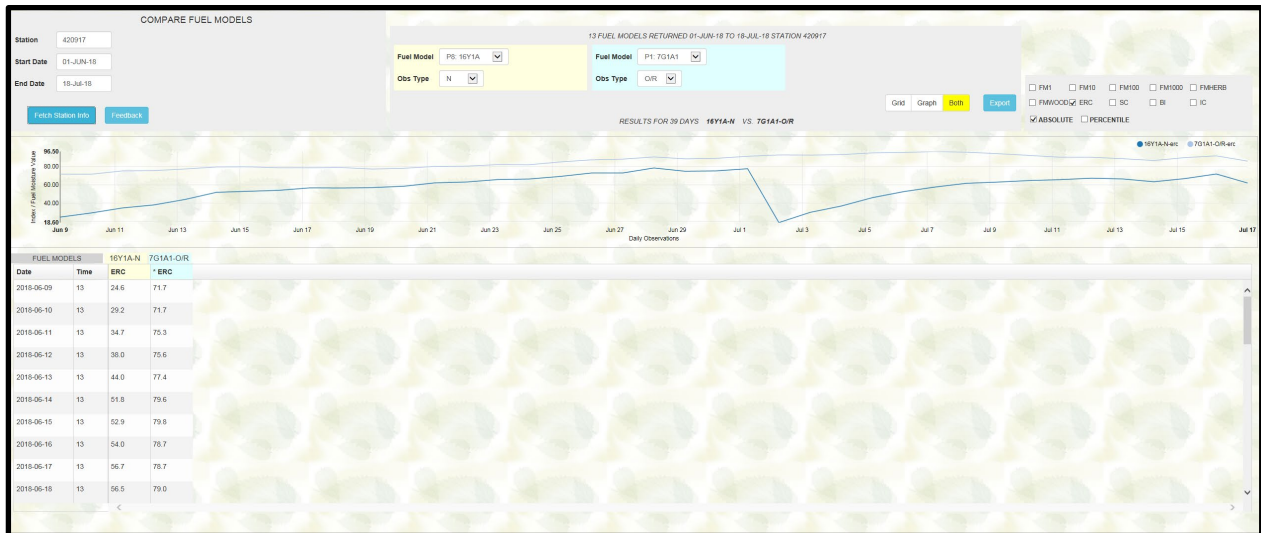 COMPARE FUEL MODELS
Station 420917
Start Date 01-JUN-18
End Date 18-Jul-18
Fetch Station Info Feedback
13 FUEL MODELS RETURNED 01-JUN-18 TO 18-JUL-18 STATION 420917
Fuel Model P8: 16Y1A Fuel Model P1: 7G1A1
Obs Type N Obs Type O/R
Grid Graph Both Export
RESULTS FOR 39 DAYS 16Y1A-N VS. 7G1A1-O/R
FM1 FM10 FM100 FM1000 FMHERB
FMWOOD ERC SC BI IC
ABSOLUTE PERCENTILE
16Y1A-N-erc 7G1A1-O/R-erc
Index / Fuel Moisture Value
96.50
80.00
60.00
40.00
18.60
Jun 9 Jun 11 Jun 13 Jun 15 Jun 17 Jun 19 Jun 21 Jun 23 Jun 25 Jun 27 Jun 29 Jul 1 Jul 3 Jul 5 Jul 7 Jul 9 Jul 11 Jul 13 Jul 15 Jul 17
Daily Observations
FUEL MODELS 16Y1A-N 7G1A1-O/R
Date Time ERC * ERC
2018-06-09 13 24.6 71.7
2018-06-10 13 29.2 71.7
2018-06-11 13 34.7 75.3
2018-06-12 13 38.0 75.6
2018-06-13 13 44.0 77.4
2018-06-14 13 51.8 79.6
2018-06-15 13 52.9 79.8
2018-06-16 13 54.0 78.7
2018-06-17 13 56.7 78.7
2018-06-18 13 56.5 79.0